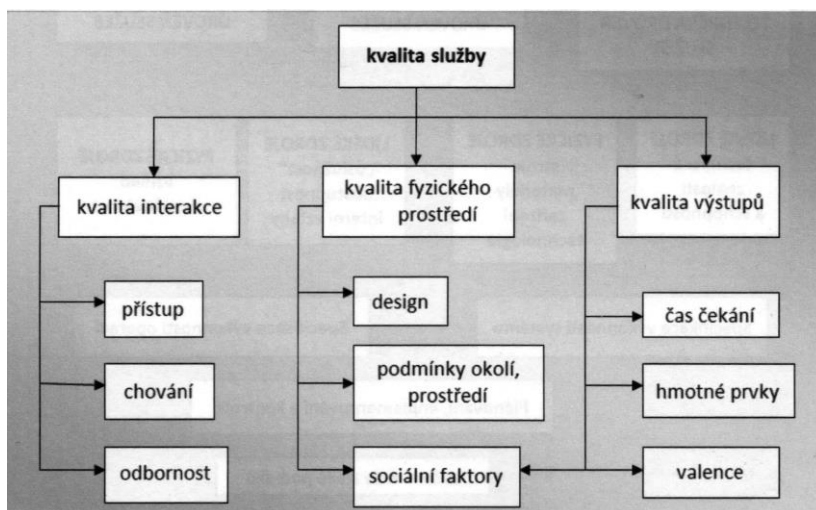 kvalita služby
kvalita interakce
kvalita fyzického
prostředí
kvalita výstupů
přístup
chování
odbornost
design
podmínky okolí,
prostředí
sociální faktory
čas čekání
hmotné prvky
valence